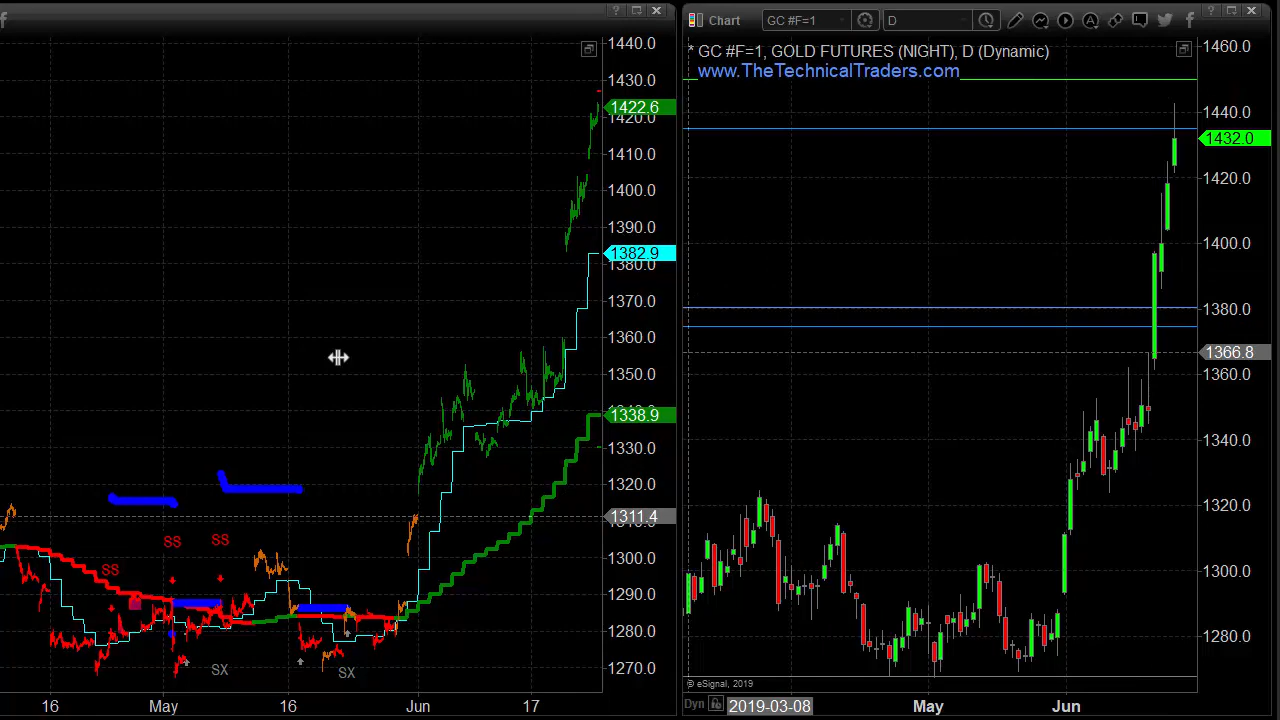 Chart
GC #F=1
D
* GC #F=1, GOLD FUTURES (NIGHT), D (Dynamic)
www.TheTechnicalTraders.com
1440.0
1430.0
1422.6
1420.0
1410.0
1400.0
1390.0
1382.9
1380.0
1370.0
1360.0
1350.0
1338.9
1330.0
1320.0
1311.4
1300.0
1290.0
1280.0
1270.0
SS
SS
SS
SX
SX
16
May
16
Jun
17
1460.0
1440.0
1432.0
1420.0
1400.0
1380.0
1366.8
1360.0
1340.0
1320.0
1300.0
1280.0
© eSignal, 2019
Dyn
2019-03-08
May
Jun